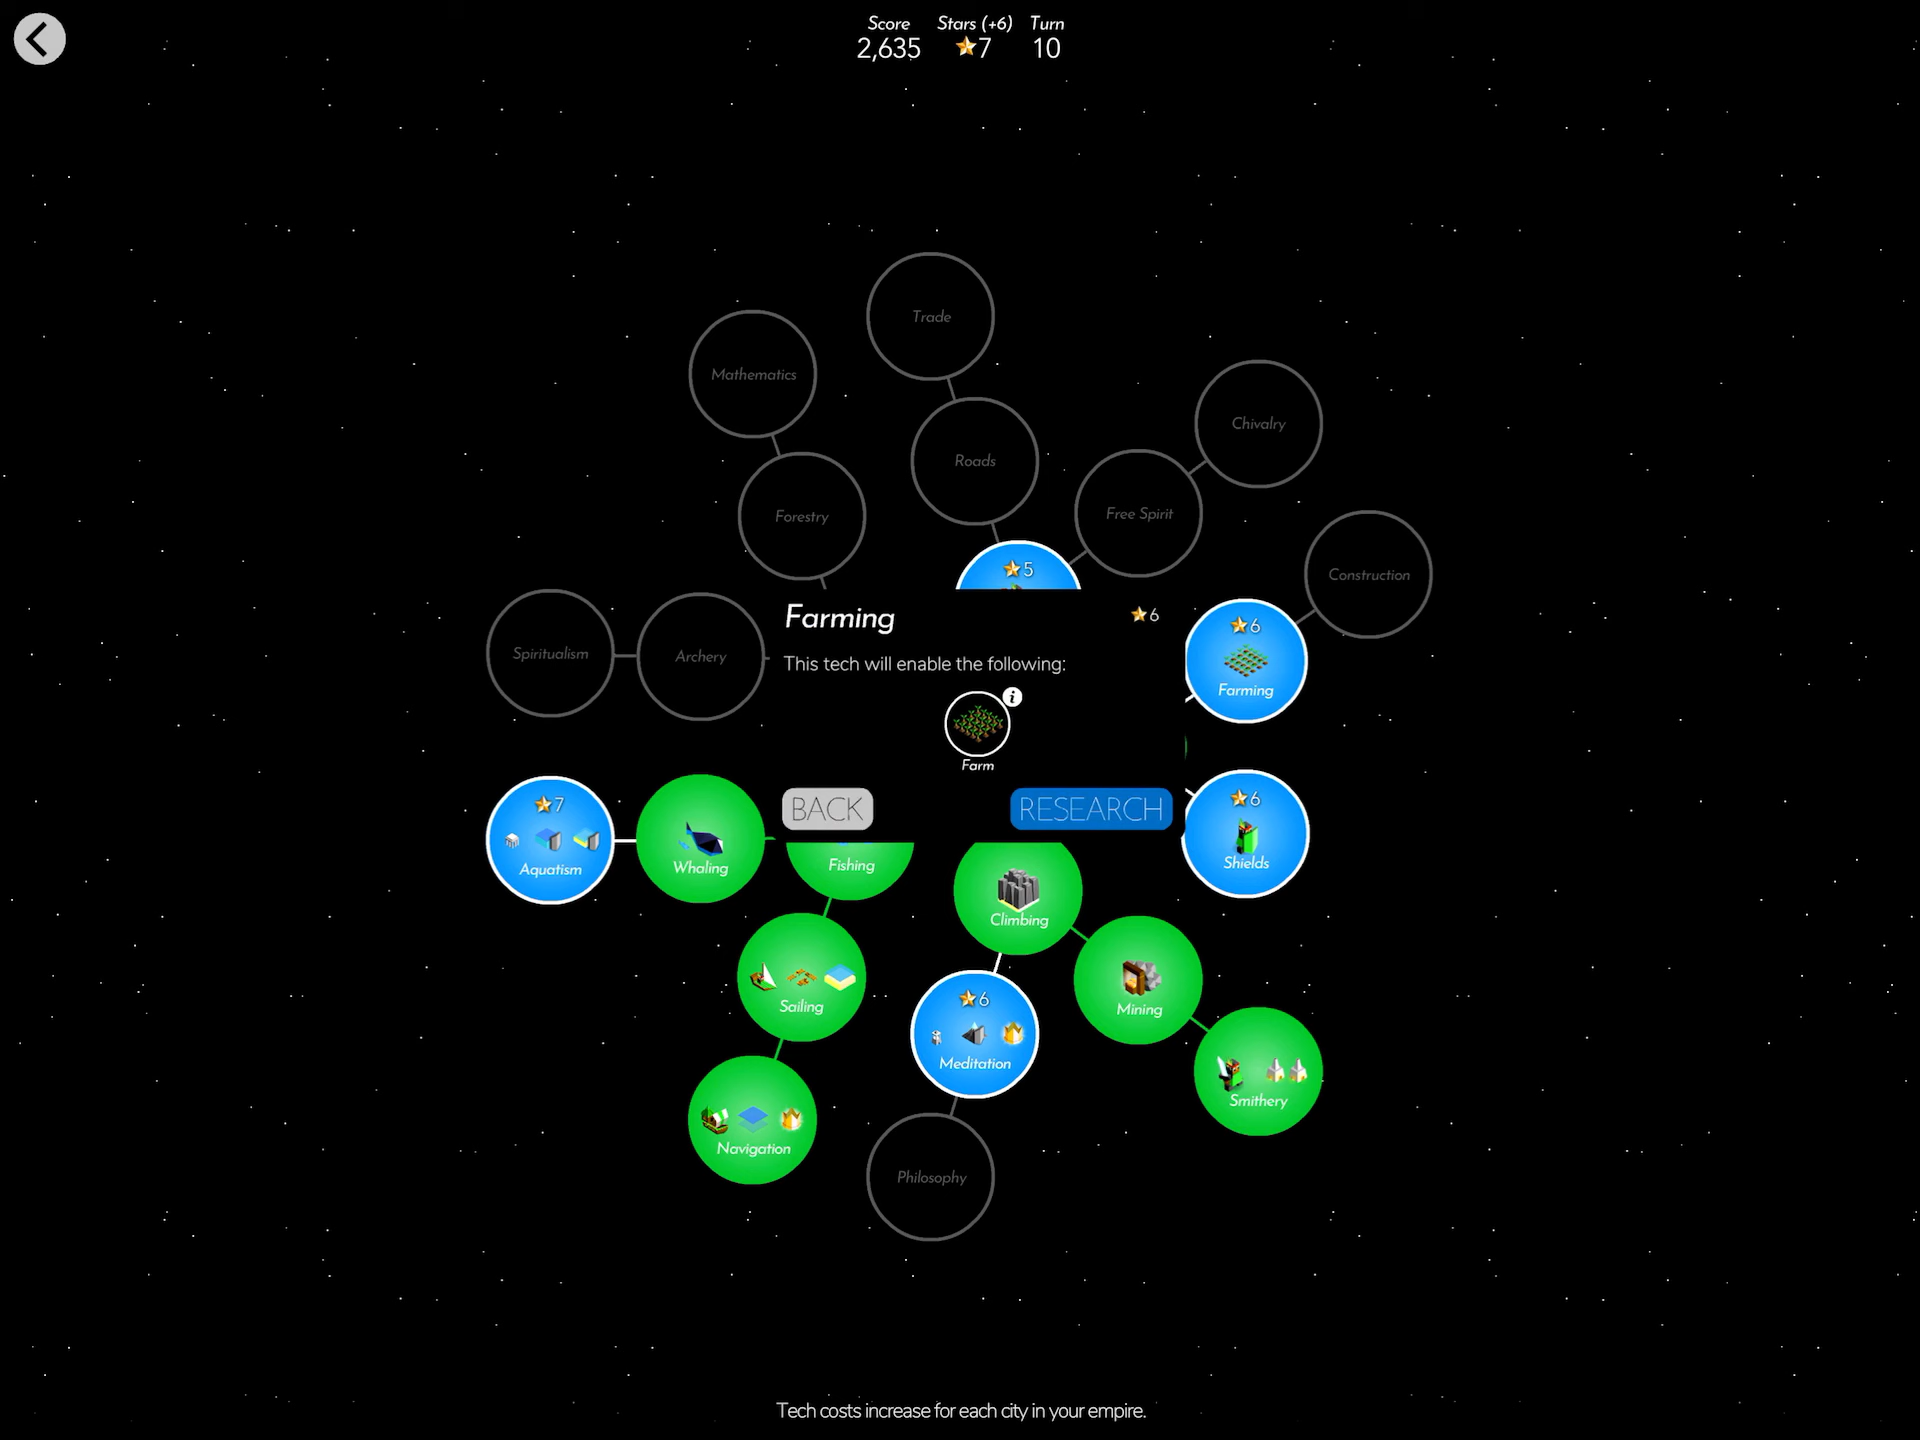 Score Stars (+6) Turn
2,635 7 10
Trade
Mathematics
Chivalry
Roads
Free Spirit
Forestry
5
Construction
Farming 6
6
Farming
Spiritualism
Archery
This tech will enable the following:
i
Farm
7
Aquatism
Whaling
BACK
RESEARCH
6
Shields
Fishing
Climbing
Sailing
6
Meditation
Mining
Smithery
Navigation
Philosophy
Tech costs increase for each city in your empire.